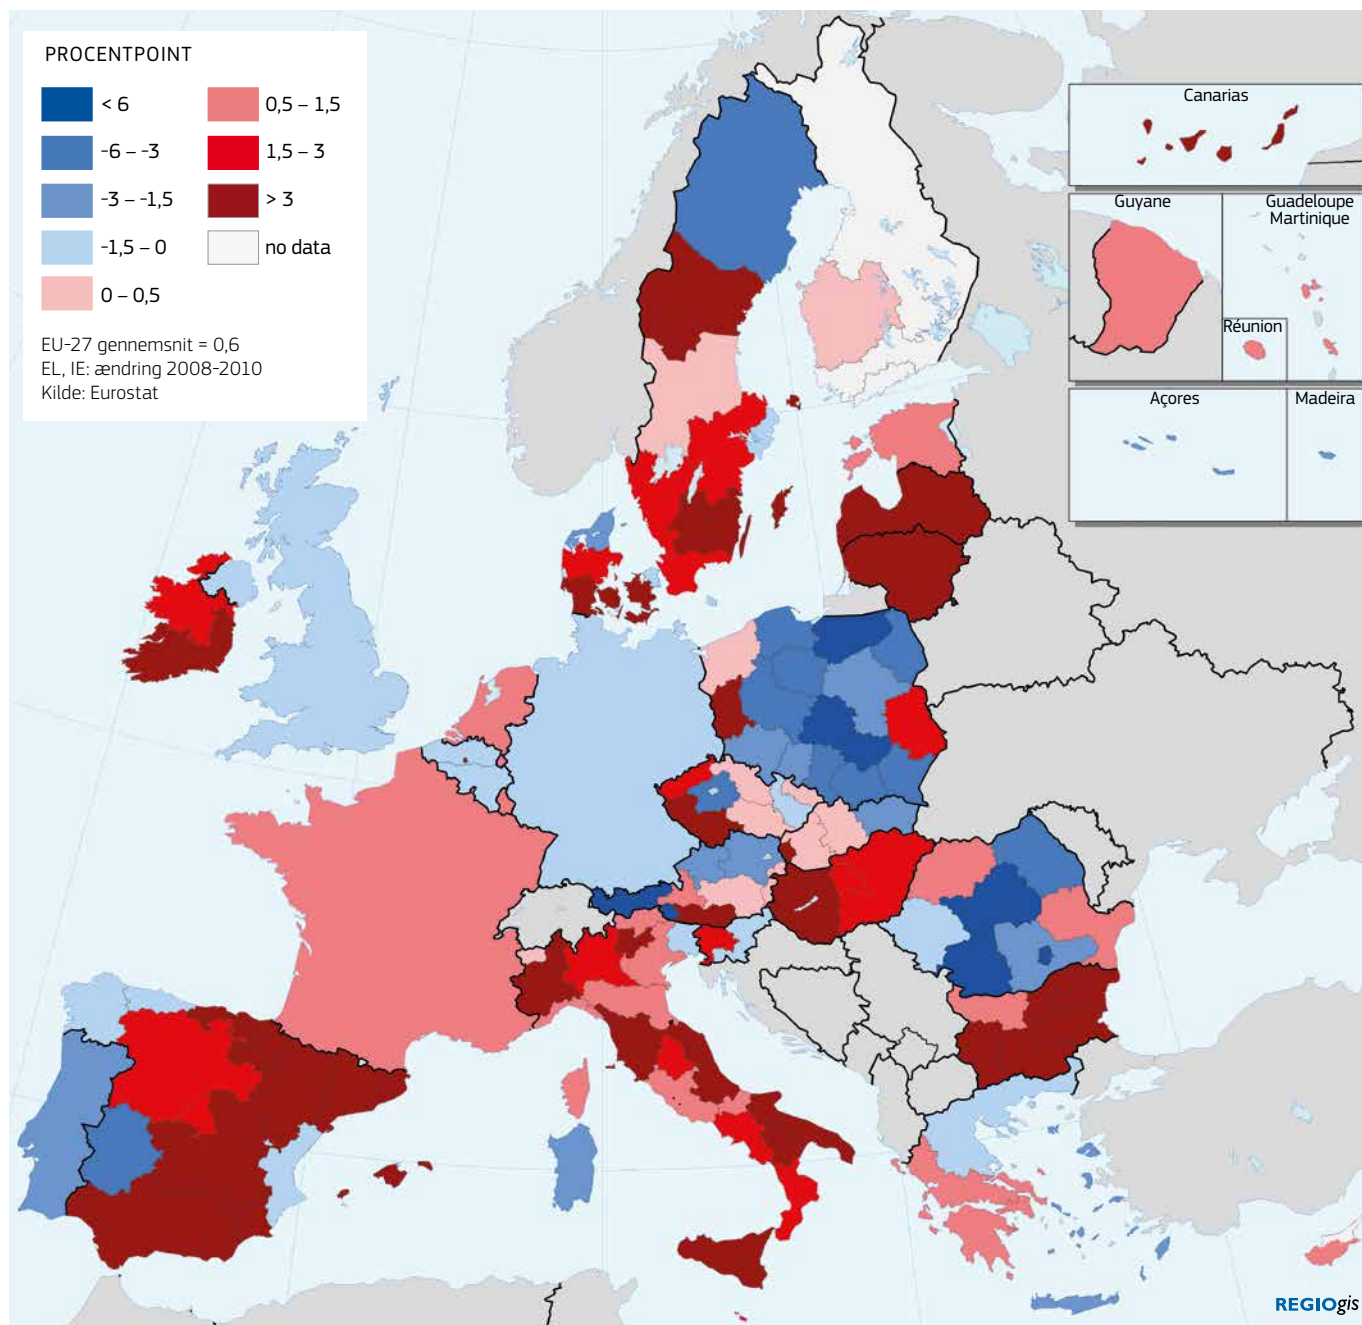 PROCENTPOINT
< 6
-6 – -3
-3 – -1,5
-1,5 – 0
0 – 0,5
0,5 – 1,5
1,5 – 3
> 3
no data
EU-27 gennemsnit = 0,6
EL, IE: ændring 2008-2010
Kilde: Eurostat
Canarias
Guyane
Guadeloupe
Martinique
Réunion
Açores
Madeira
REGIOgis